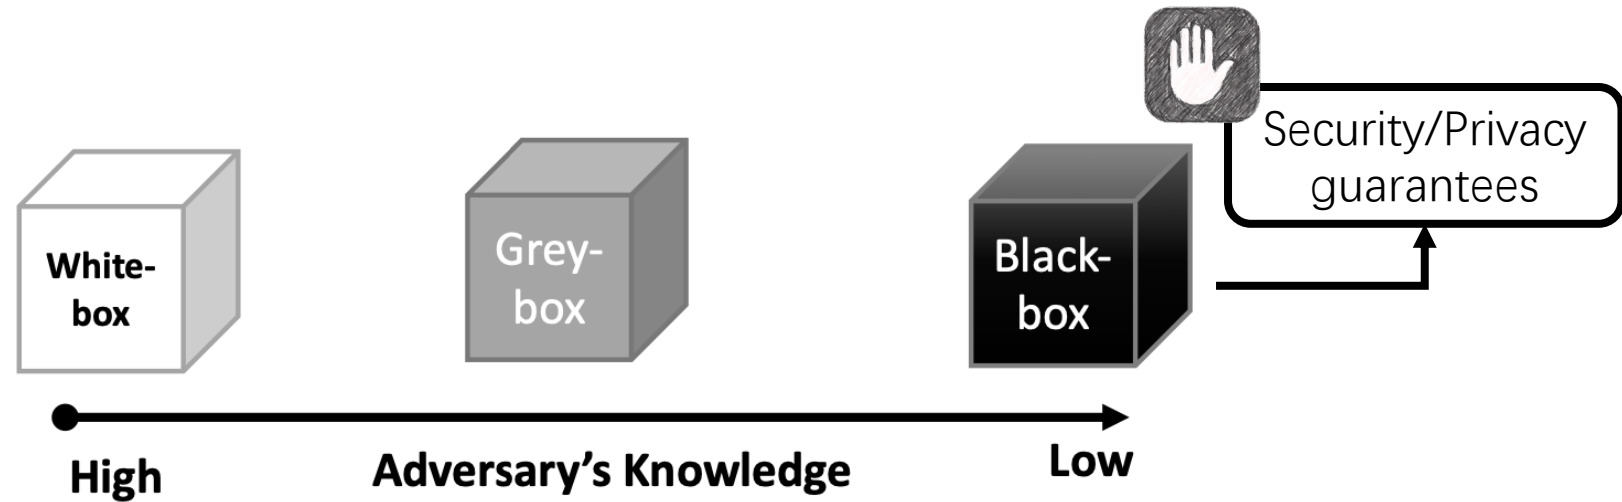 Security/Privacy
guarantees
White-
box
Grey-
box
Black-
box
High
Adversary’s Knowledge
Low